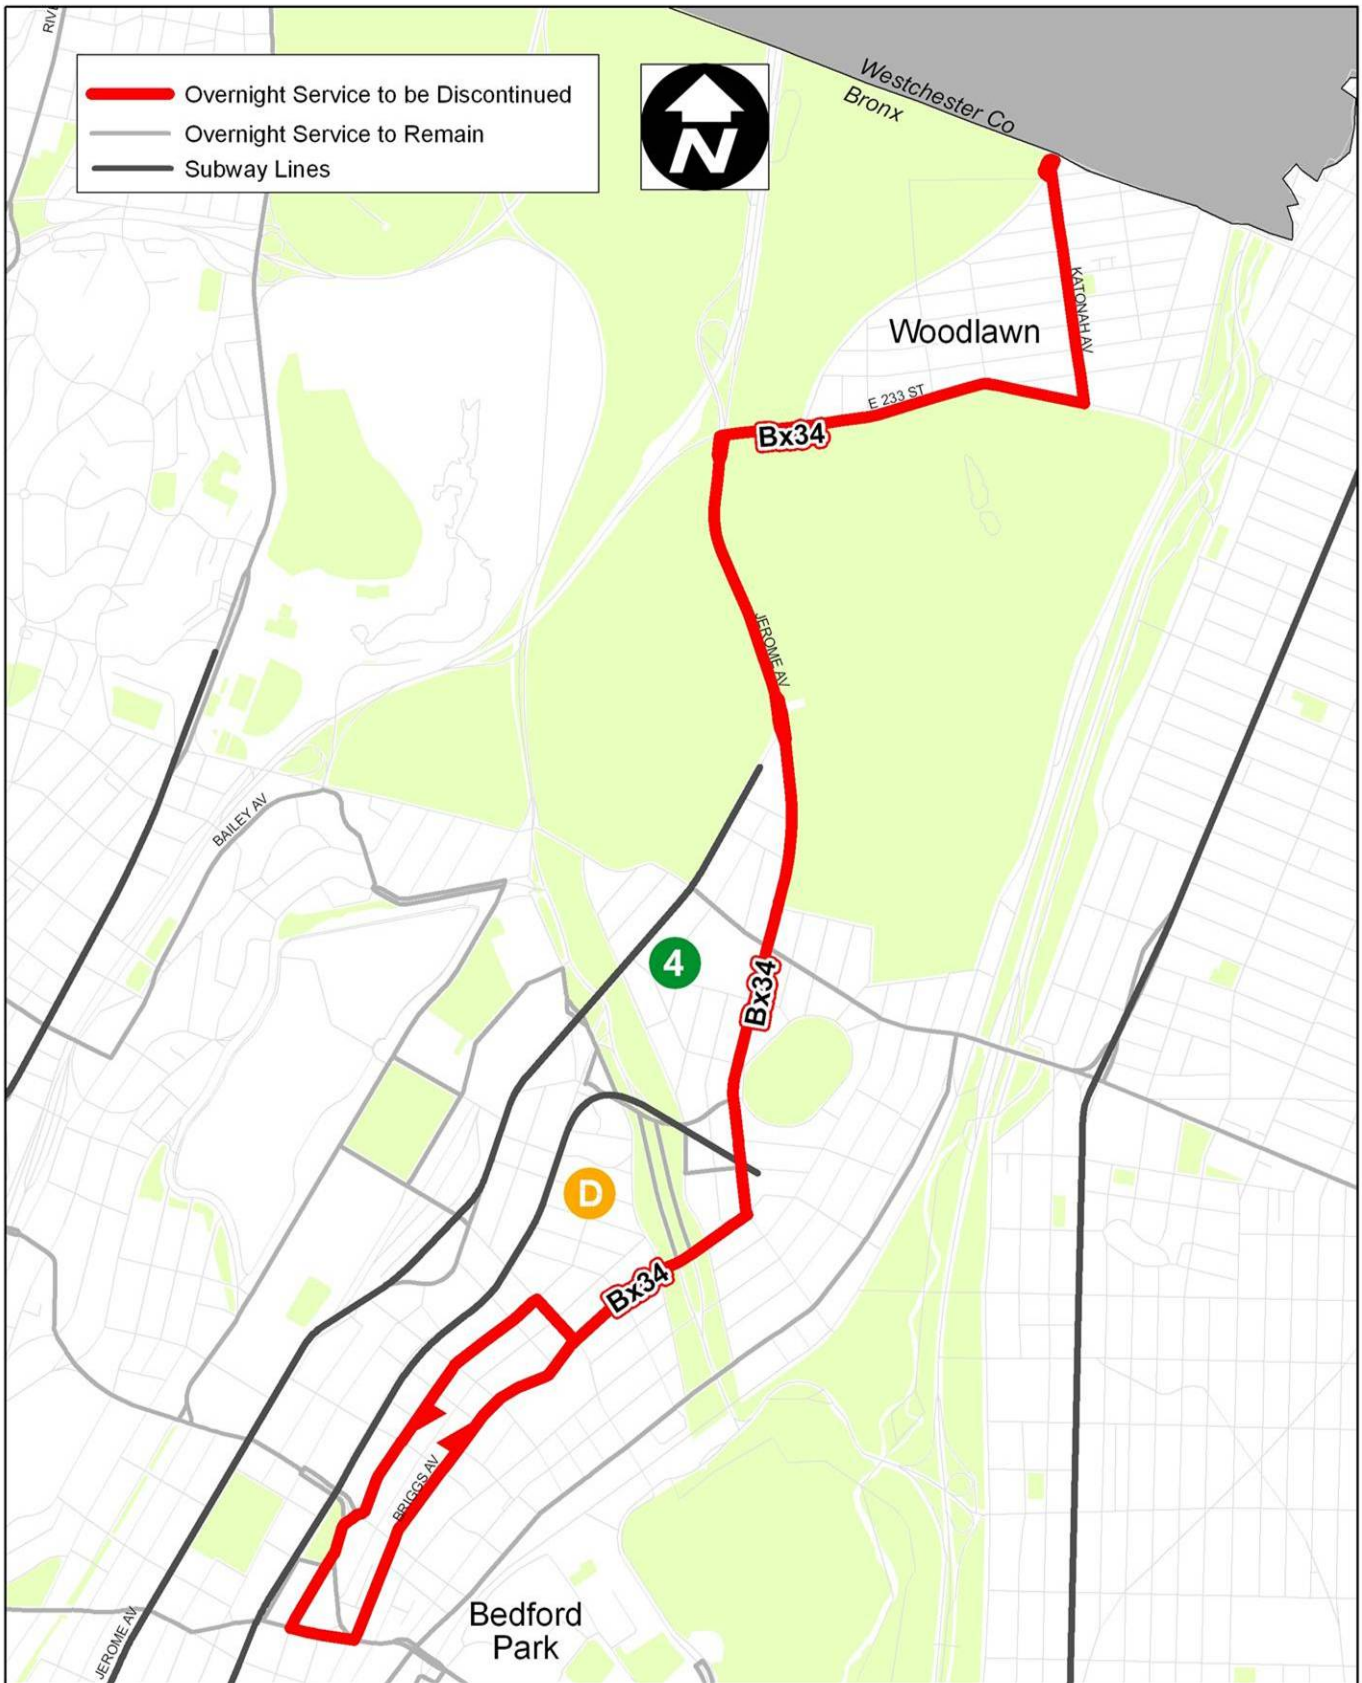 RIVE
Overnight Service to be Discontinued
Overnight Service to Remain
Subway Lines
N
Westchester Co
Bronx
KATONAH AV
Woodlawn
E 233 ST
Bx34
JEROME AV
BAILEY AV
4
Bx34
D
Bx34
BRIGGS AV
Bedford
Park
JEROME AV